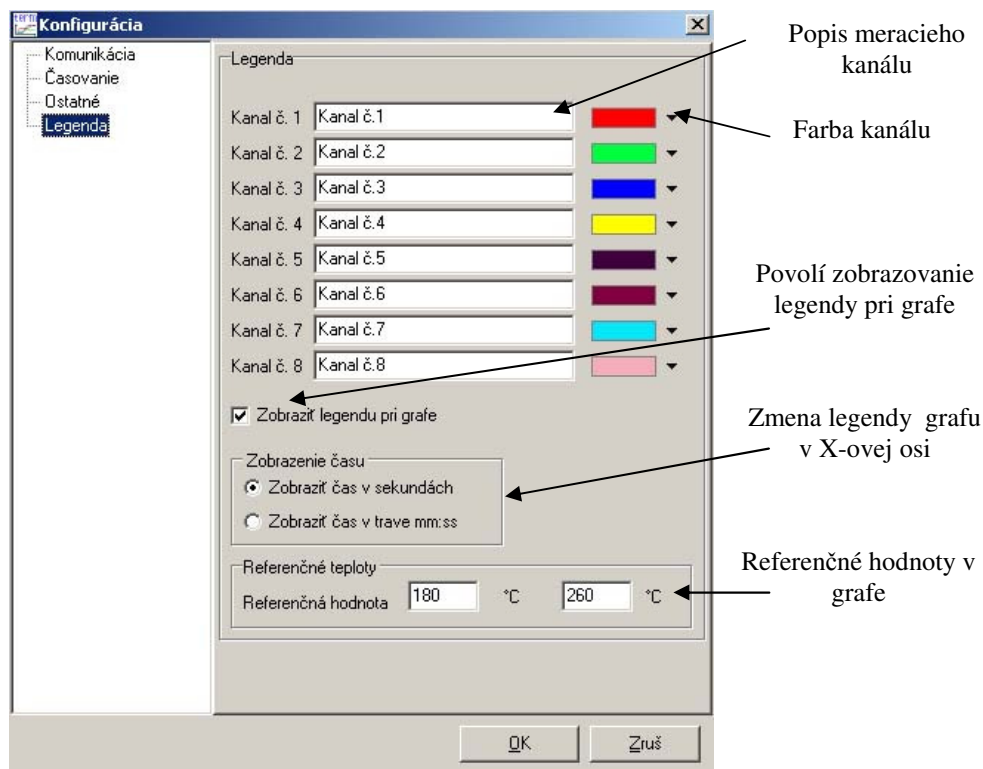 term
Konfigurácia
Komunikácia
Časovanie
Ostatné
Legenda
Legenda
Kanal č. 1 Kanal č.1
Kanal č. 2 Kanal č.2
Kanal č. 3 Kanal č.3
Kanal č. 4 Kanal č.4
Kanal č. 5 Kanal č.5
Kanal č. 6 Kanal č.6
Kanal č. 7 Kanal č.7
Kanal č. 8 Kanal č.8
Zobraziť legendu pri grafe
Zobrazenie času
Zobraziť čas v sekundách
Zobraziť čas v trave mm:ss
Referenčné teploty
Referenčná hodnota 180 °C 260 °C
OK Zruš
Popis meracieho
kanálu
Farba kanálu
Povolí zobrazovanie
legendy pri grafe
Zmena legendy grafu
v X-ovej osi
Referenčné hodnoty v
grafe